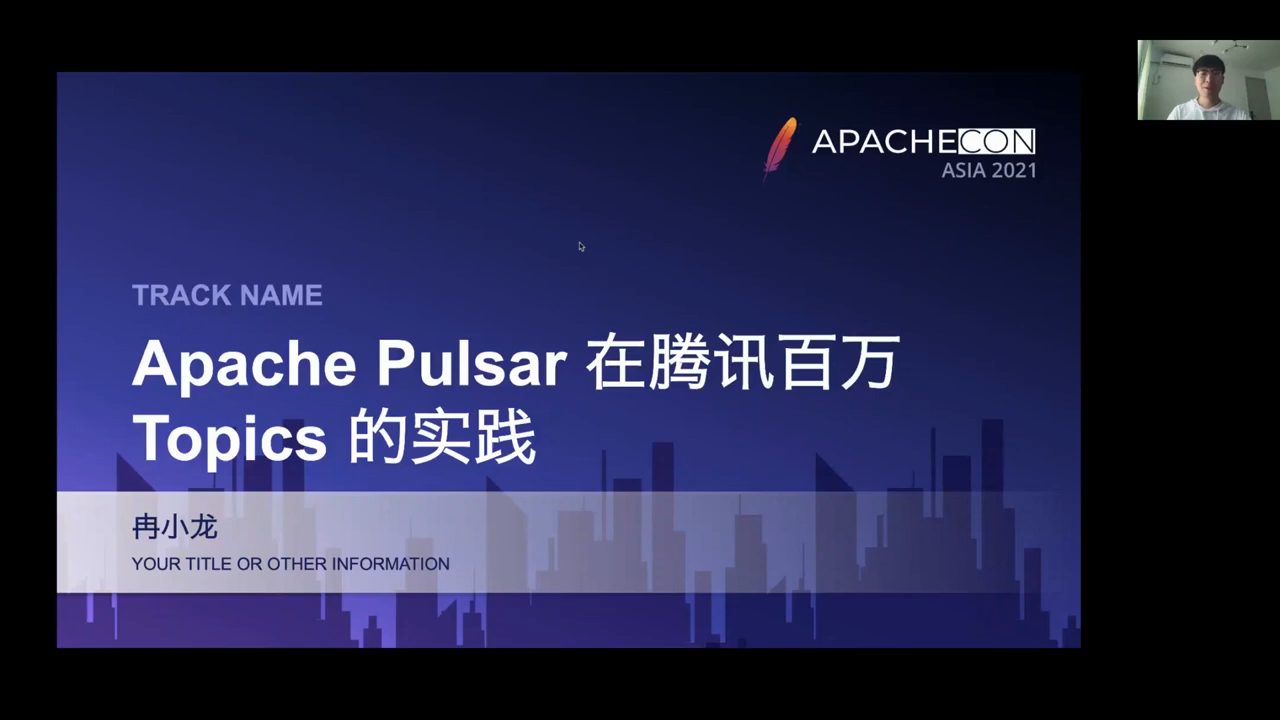 APACHECON
ASIA 2021
TRACK NAME
Apache Pulsar 在腾讯百万
Topics 的实践
冉小龙
YOUR TITLE OR OTHER INFORMATION